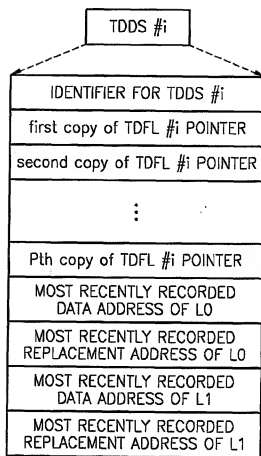 TDDS #i
IDENTIFIER FOR TDDS #i
first copy of TDFL #i POINTER
second copy of TDFL #i POINTER
⋮
Pth copy of TDFL #i POINTER
MOST RECENTLY RECORDED
DATA ADDRESS OF L0
MOST RECENTLY RECORDED
REPLACEMENT ADDRESS OF L0
MOST RECENTLY RECORDED
DATA ADDRESS OF L1
MOST RECENTLY RECORDED
REPLACEMENT ADDRESS OF L1